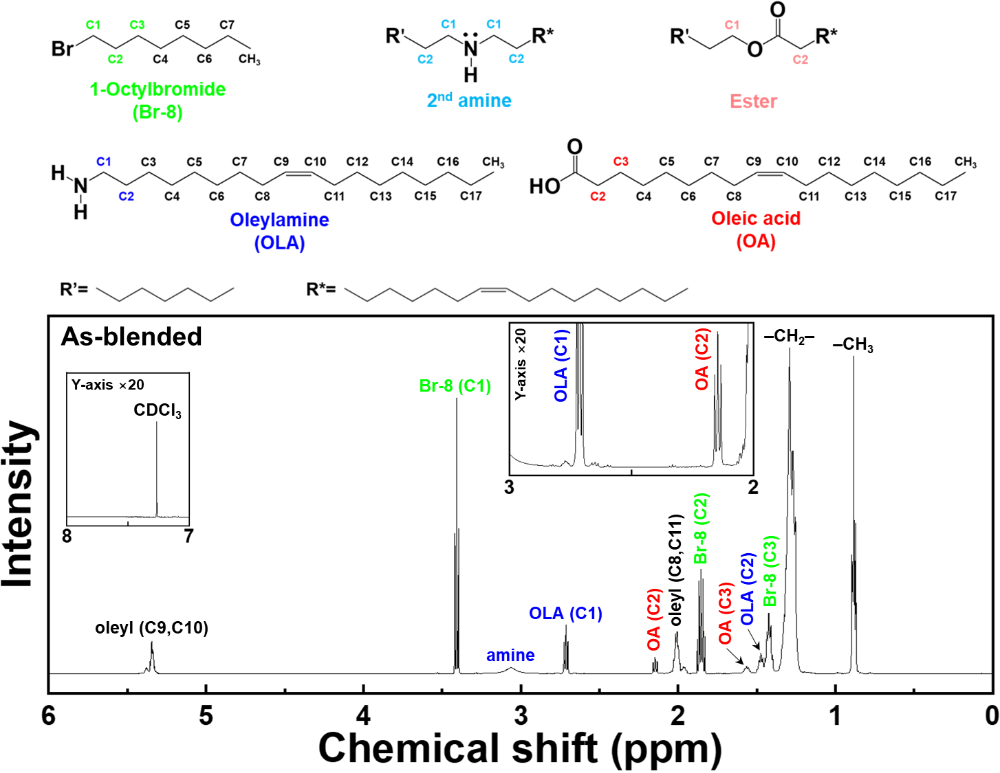 C1 C3 C5 C7
Br
C2 C4 C6 CH₃
1-Octylbromide
(Br-8)
R' C1 N C1 R*
C2 H C2
2ⁿᵈ amine
O
R' C1 R*
O C2
Ester
H C1 C3 C5 C7 C9 C10 C12 C14 C16 CH₃
N
H C2 C4 C6 C8 C11 C13 C15 C17
Oleylamine
(OLA)
O
C3 C5 C7 C9 C10 C12 C14 C16 CH₃
HO
C2 C4 C6 C8 C11 C13 C15 C17
Oleic acid
(OA)
R'=
R*=
As-blended
Y-axis ×20
CDCl₃
8 7
Y-axis ×20
OLA (C1)
OA (C2)
3 2
oleyl (C9,C10)
Br-8 (C1)
amine
OLA (C1)
OA (C2)
oleyl (C8,C11)
Br-8 (C2)
OA (C3)
OLA (C2)
Br-8 (C3)
–CH₂–
–CH₃
Intensity
6 5 4 3 2 1 0
Chemical shift (ppm)